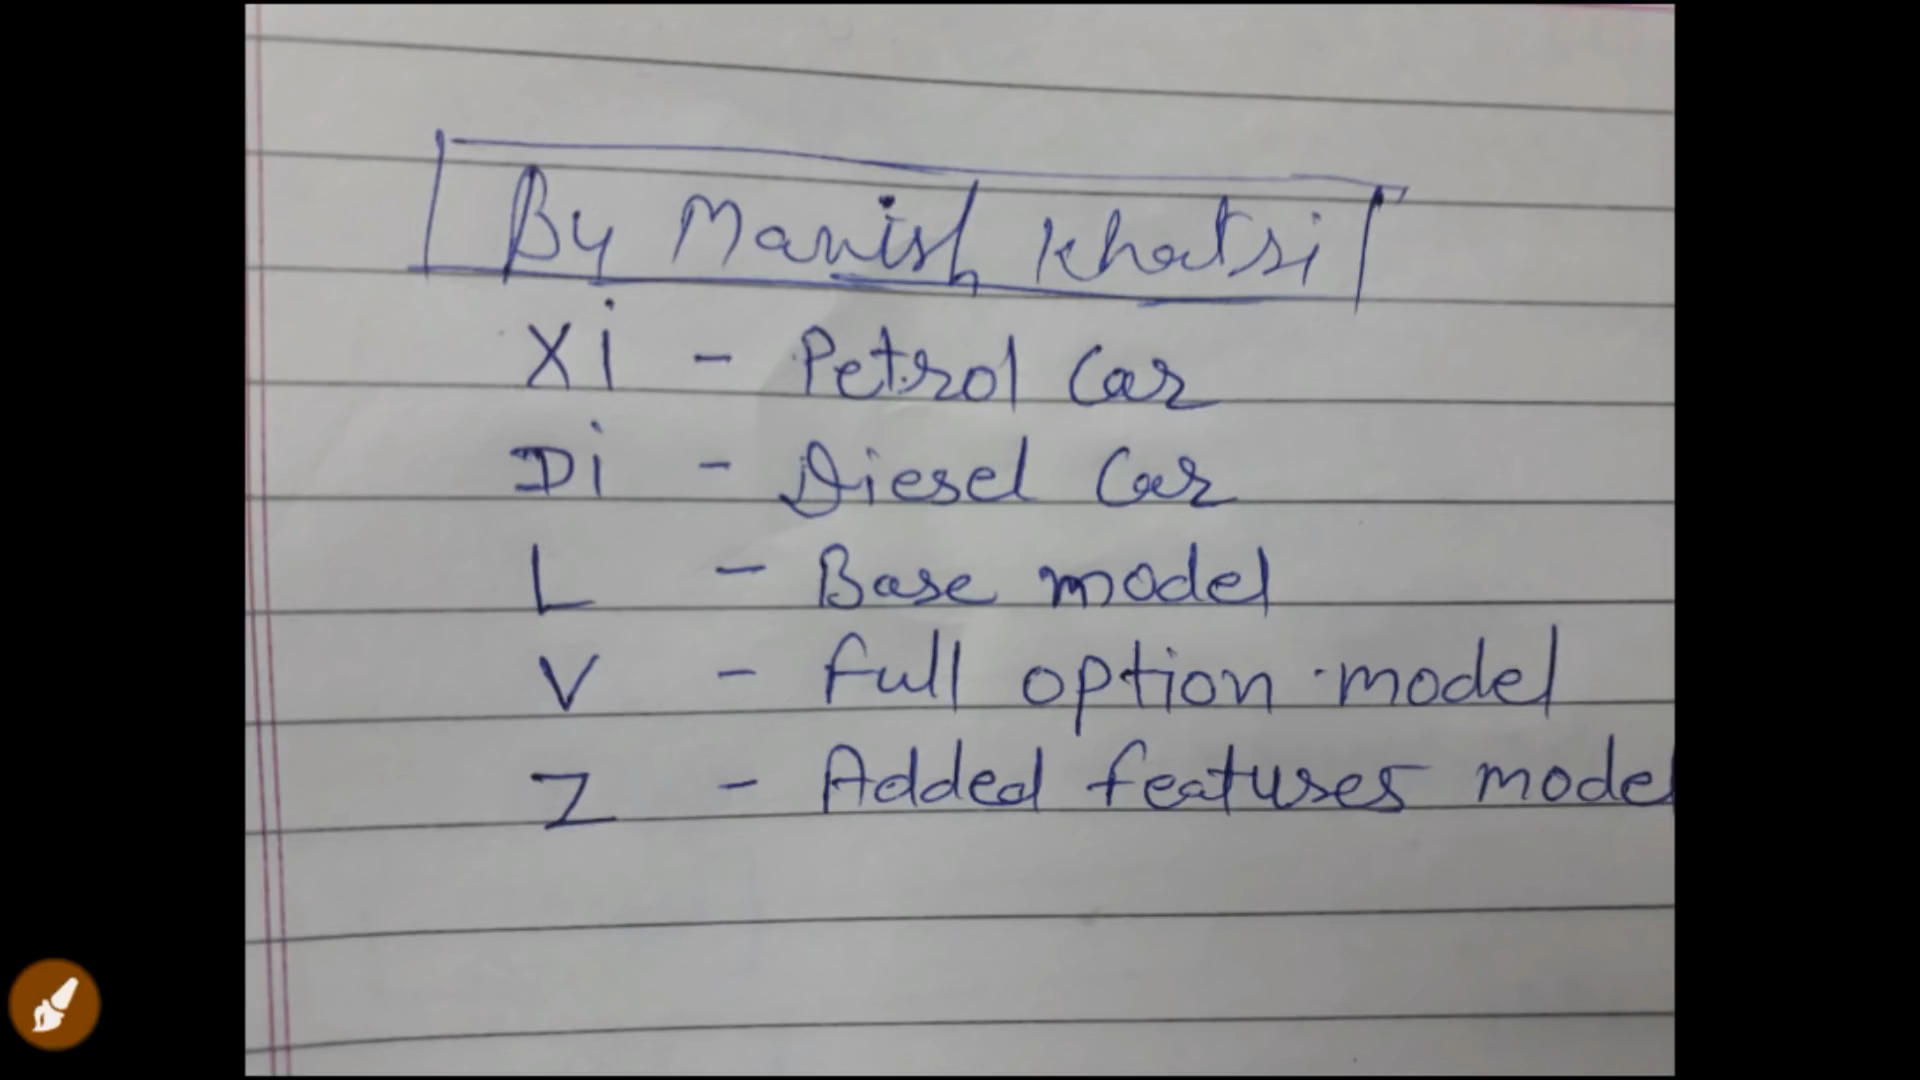 By Manish Khatri
Xi - Petrol Car
Di - Diesel Car
L - Base model
V - Full option model
Z - Added features model